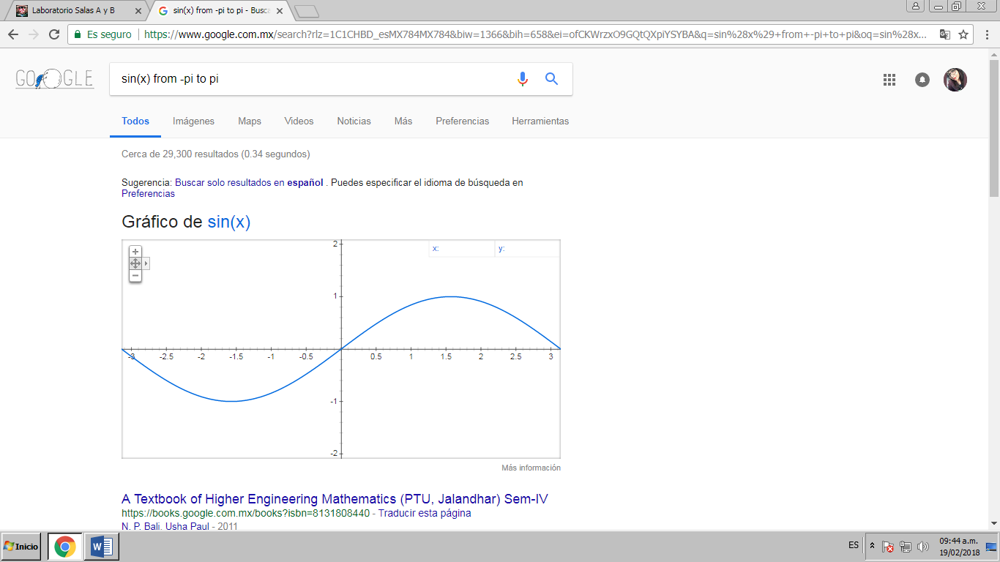 Laboratorio Salas A y B
sin(x) from -pi to pi - Busc
Es seguro
https://www.google.com.mx/search?rlz=1C1CHBD_esMX784MX784&biw=1366&bih=658&ei=ofCKWrzxO9GQtQXpiYSYBA&q=sin%28x%29+from+-pi+to+pi&oq=sin%28x...
GOOGLE
sin(x) from -pi to pi
Todos Imágenes Maps Videos Noticias Más Preferencias Herramientas
Cerca de 29,300 resultados (0.34 segundos)
Sugerencia: Buscar solo resultados en español . Puedes especificar el idioma de búsqueda en
Preferencias
Gráfico de sin(x)
x: y:
2
1
-3 -2.5 -2 -1.5 -1 -0.5 0.5 1 1.5 2 2.5 3
-1
-2
Más información
A Textbook of Higher Engineering Mathematics (PTU, Jalandhar) Sem-IV
https://books.google.com.mx/books?isbn=8131808440 - Traducir esta página
N. P. Bali, Usha Paul - 2011
Inicio
ES
09:44 a.m.
19/02/2018